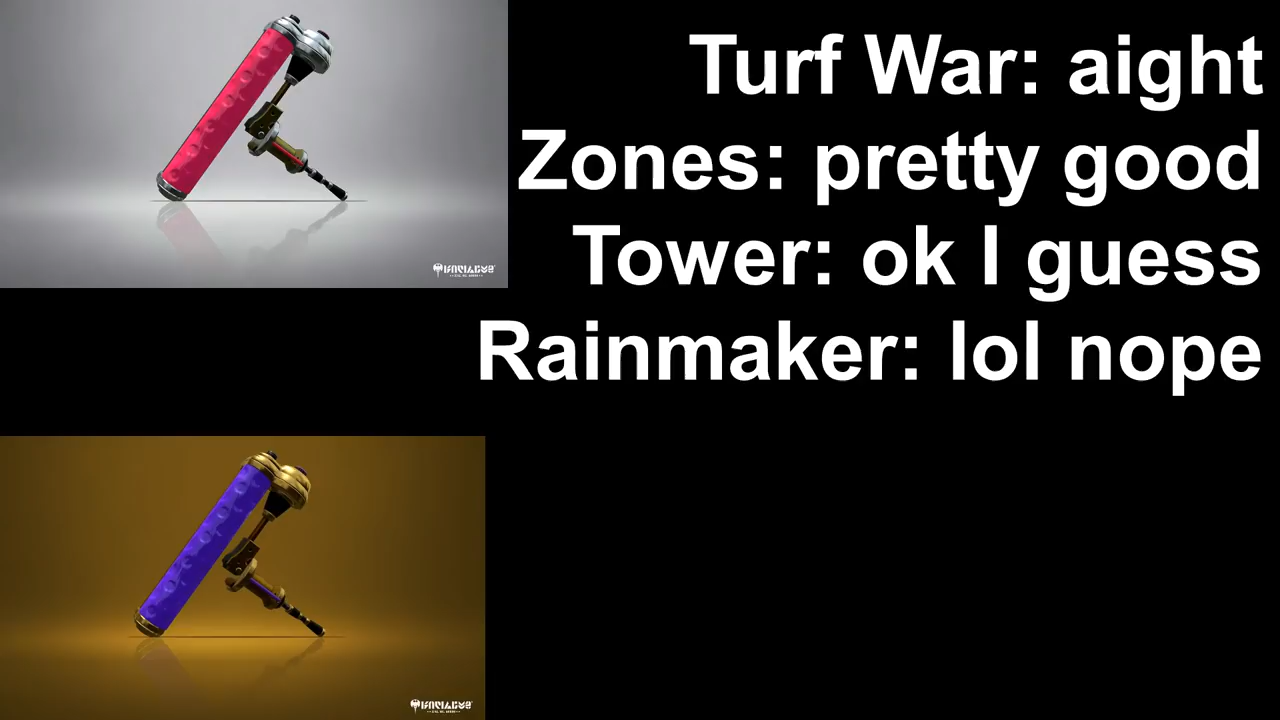 Turf War: aight
Zones: pretty good
Tower: ok I guess
Rainmaker: lol nope